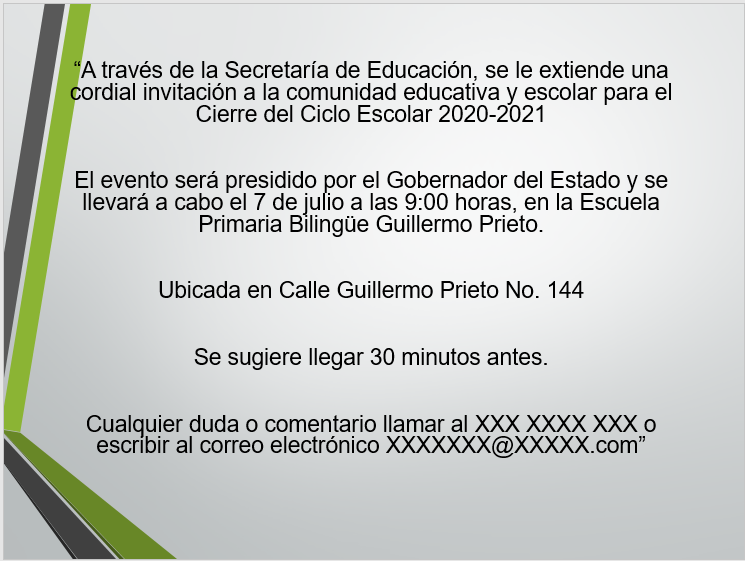 “A través de la Secretaría de Educación, se le extiende una
cordial invitación a la comunidad educativa y escolar para el
Cierre del Ciclo Escolar 2020-2021
El evento será presidido por el Gobernador del Estado y se
llevará a cabo el 7 de julio a las 9:00 horas, en la Escuela
Primaria Bilingüe Guillermo Prieto.
Ubicada en Calle Guillermo Prieto No. 144
Se sugiere llegar 30 minutos antes.
Cualquier duda o comentario llamar al XXX XXXX XXX o
escribir al correo electrónico XXXXXXX@XXXXX.com”